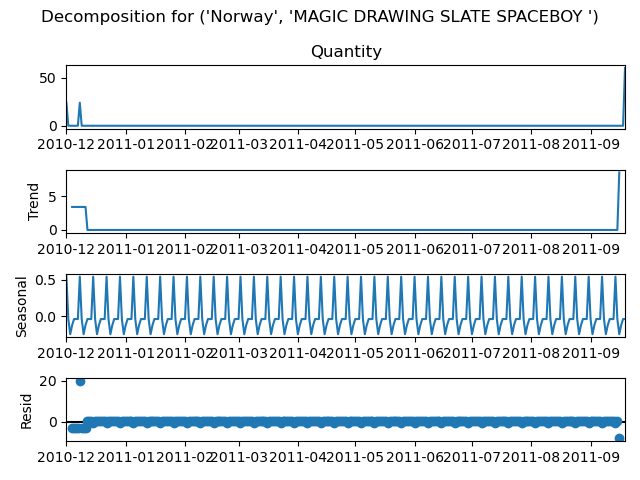 Decomposition for ('Norway', 'MAGIC DRAWING SLATE SPACEBOY ')
Quantity
50
0
2010-12 2011-01 2011-02 2011-03 2011-04 2011-05 2011-06 2011-07 2011-08 2011-09
Trend
5
0
2010-12 2011-01 2011-02 2011-03 2011-04 2011-05 2011-06 2011-07 2011-08 2011-09
Seasonal
0.5
0.0
2010-12 2011-01 2011-02 2011-03 2011-04 2011-05 2011-06 2011-07 2011-08 2011-09
Resid
20
0
2010-12 2011-01 2011-02 2011-03 2011-04 2011-05 2011-06 2011-07 2011-08 2011-09